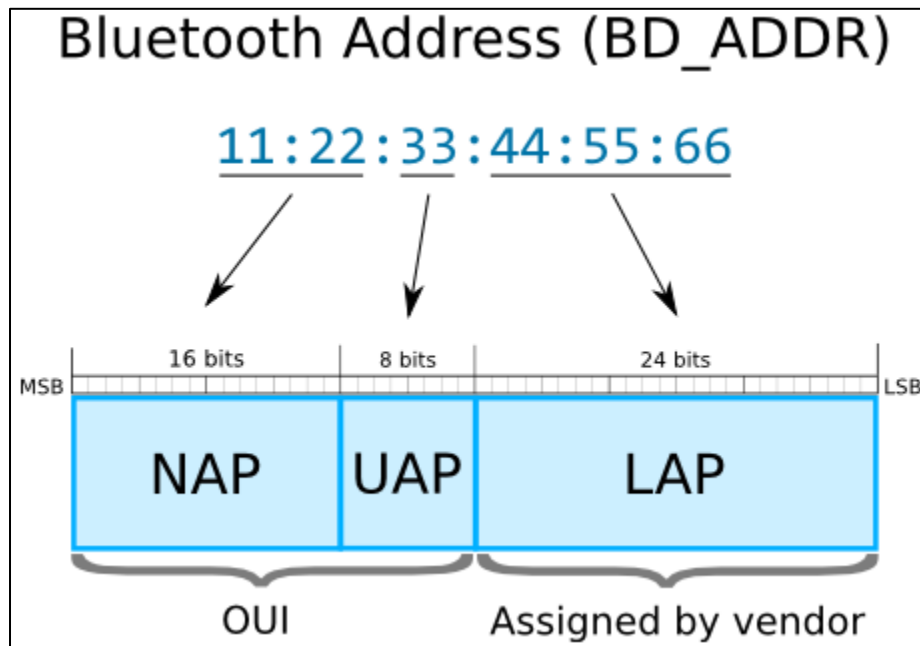 Bluetooth Address (BD_ADDR)
11:22:33:44:55:66
16 bits 8 bits 24 bits
MSB LSB
NAP UAP LAP
OUI Assigned by vendor